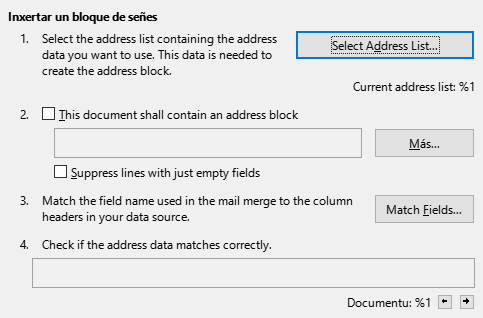 Inxertar un bloque de señes
1. Select the address list containing the address
data you want to use. This data is needed to
create the address block.
Select Address List...
Current address list: %1
2. This document shall contain an address block
Más...
Suppress lines with just empty fields
3. Match the field name used in the mail merge to the column
headers in your data source.
Match Fields...
4. Check if the address data matches correctly.
Documentu: %1